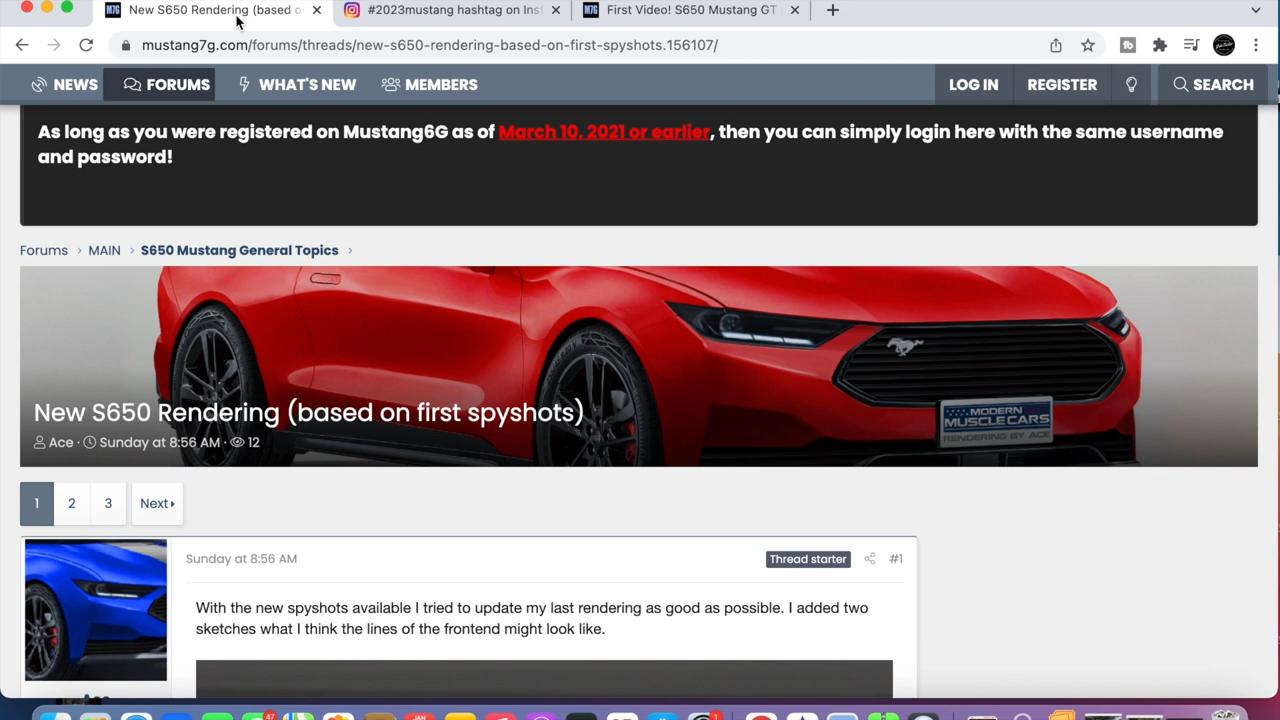 New S650 Rendering (based o
#2023mustang hashtag on Ins
First Video! S650 Mustang GT
mustang7g.com/forums/threads/new-s650-rendering-based-on-first-spyshots.156107/
NEWS
FORUMS
WHAT'S NEW
MEMBERS
LOG IN
REGISTER
SEARCH
As long as you were registered on Mustang6G as of March 10, 2021 or earlier, then you can simply login here with the same username
and password!
Forums › MAIN › S650 Mustang General Topics ›
MODERN
MUSCLE CARS
RENDERING BY ACE
New S650 Rendering (based on first spyshots)
Ace · Sunday at 8:56 AM · 12
1 2 3 Next
Sunday at 8:56 AM
Thread starter
#1
With the new spyshots available I tried to update my last rendering as good as possible. I added two
sketches what I think the lines of the frontend might look like.